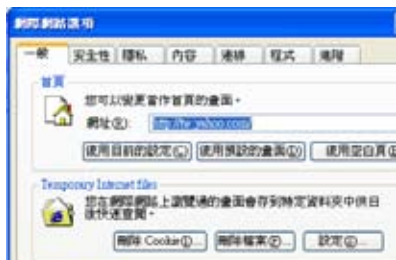 網際網路選項
一般 安全性 隱私 內容 連線 程式 進階
首頁
您可以變更當作首頁的畫面。
網址(R): http://tw.yahoo.com/
使用目前的設定(C) 使用預設的畫面(D) 使用空白頁(B
Temporary Internet files
您在網際網路上瀏覽過的畫面會存到特定資料夾中供日
後快速查閱。
刪除 Cookie(I)... 刪除檔案(F)... 設定(S)...